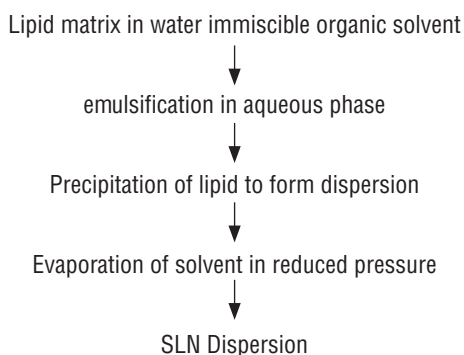 Lipid matrix in water immiscible organic solvent
emulsification in aqueous phase
Precipitation of lipid to form dispersion
Evaporation of solvent in reduced pressure
SLN Dispersion